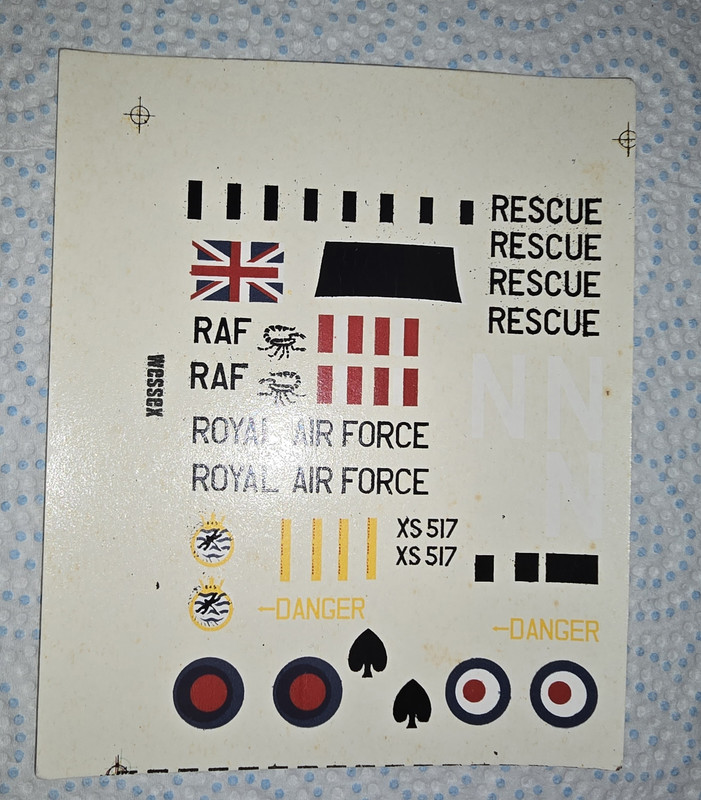 RESCUE
RESCUE
RESCUE
RESCUE
RAF
RAF
wessex
N N
N
ROYAL AIR FORCE
ROYAL AIR FORCE
XS 517
XS 517
DANGER
DANGER